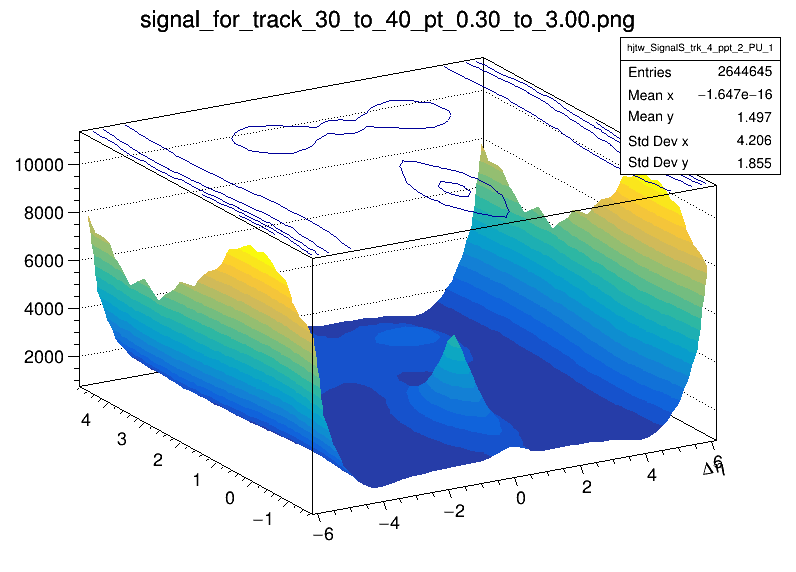 signal_for_track_30_to_40_pt_0.30_to_3.00.png
hjtw_SignalS_trk_4_ppt_2_PU_1
Entries 2644645
Mean x −1.647e−16
Mean y 1.497
Std Dev x 4.206
Std Dev y 1.855
10000
8000
6000
4000
2000
4
3
2
1
0
−1
−6
−4
−2
0
2
4
6
Δη